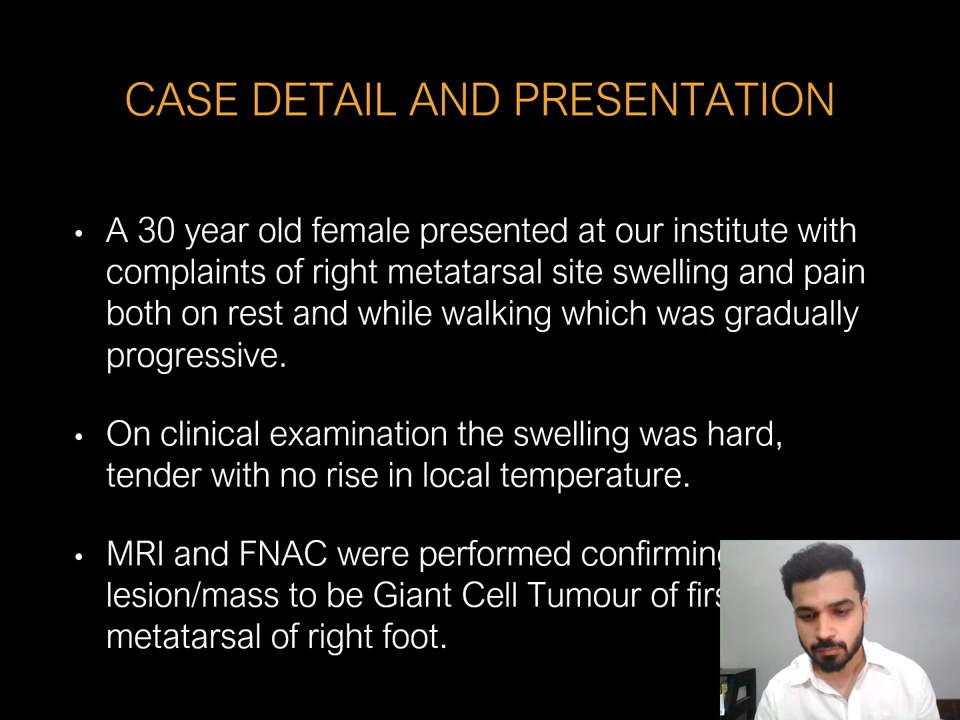 CASE DETAIL AND PRESENTATION
• A 30 year old female presented at our institute with
complaints of right metatarsal site swelling and pain
both on rest and while walking which was gradually
progressive.
• On clinical examination the swelling was hard,
tender with no rise in local temperature.
• MRI and FNAC were performed confirming
lesion/mass to be Giant Cell Tumour of
metatarsal of right foot.